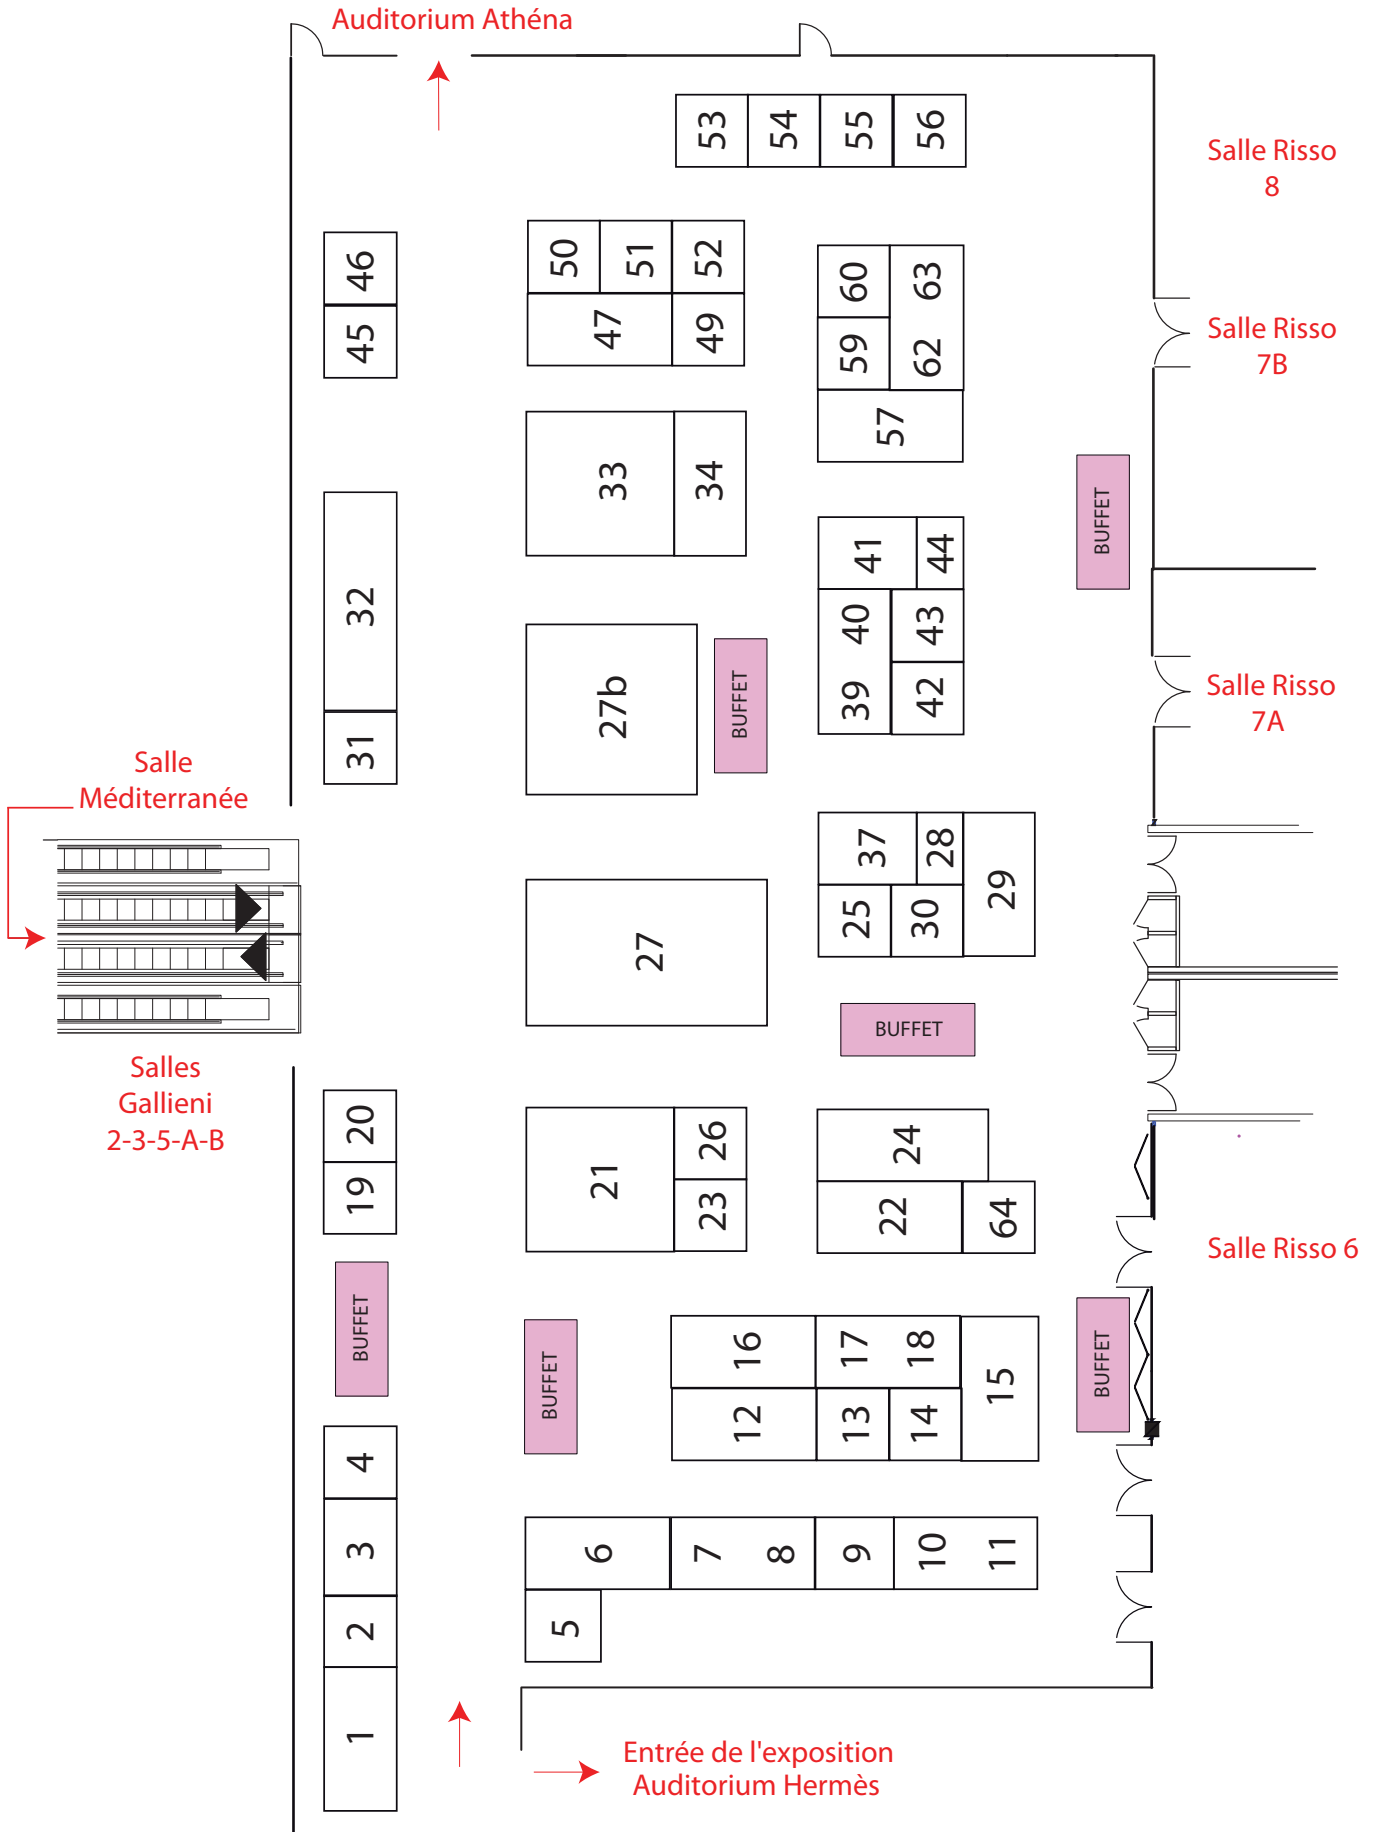 Auditorium Athéna
53
54
55
56
Salle Risso
8
46
45
50
51
52
47
49
60
63
59
62
57
Salle Risso
7B
33
34
BUFFET
32
31
41
44
40
43
39
42
27b
BUFFET
Salle Risso
7A
Salle
Méditerranée
37
28
29
25
30
27
BUFFET
Salles
Gallieni
2-3-5-A-B
20
19
21
26
23
24
22
64
Salle Risso 6
BUFFET
BUFFET
16
17
18
15
12
13
14
BUFFET
4
3
2
1
6
7
8
9
10
11
5
Entrée de l'exposition
Auditorium Hermès